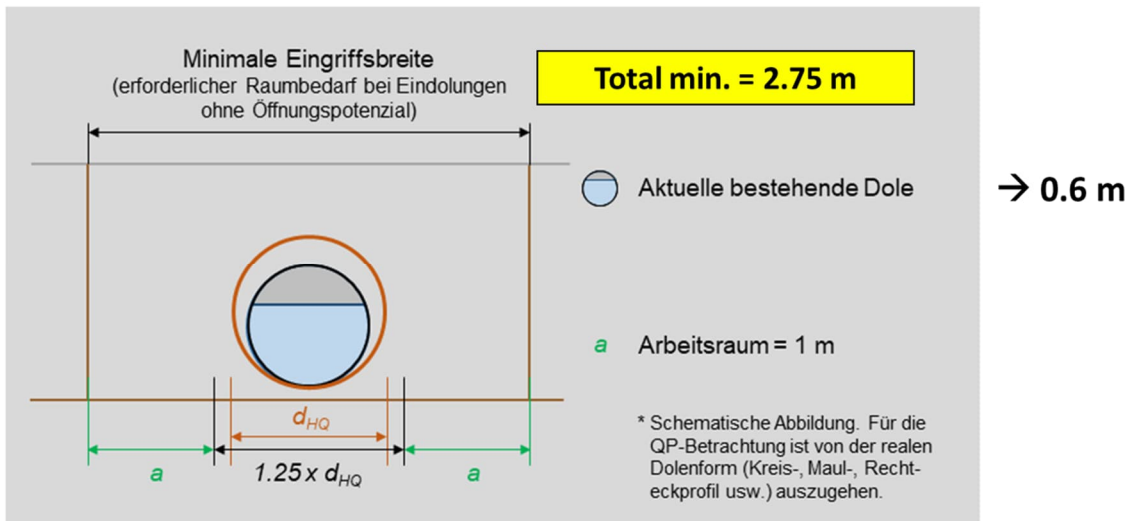 Minimale Eingriffsbreite
(erforderlicher Raumbedarf bei Eindolungen
ohne Öffnungspotenzial)
Total min. = 2.75 m
Aktuelle bestehende Dole
→ 0.6 m
a Arbeitsraum = 1 m
d_HQ
a
1.25 x d_HQ
a
* Schematische Abbildung. Für die
QP-Betrachtung ist von der realen
Dolenform (Kreis-, Maul-, Recht-
eckprofil usw.) auszugehen.